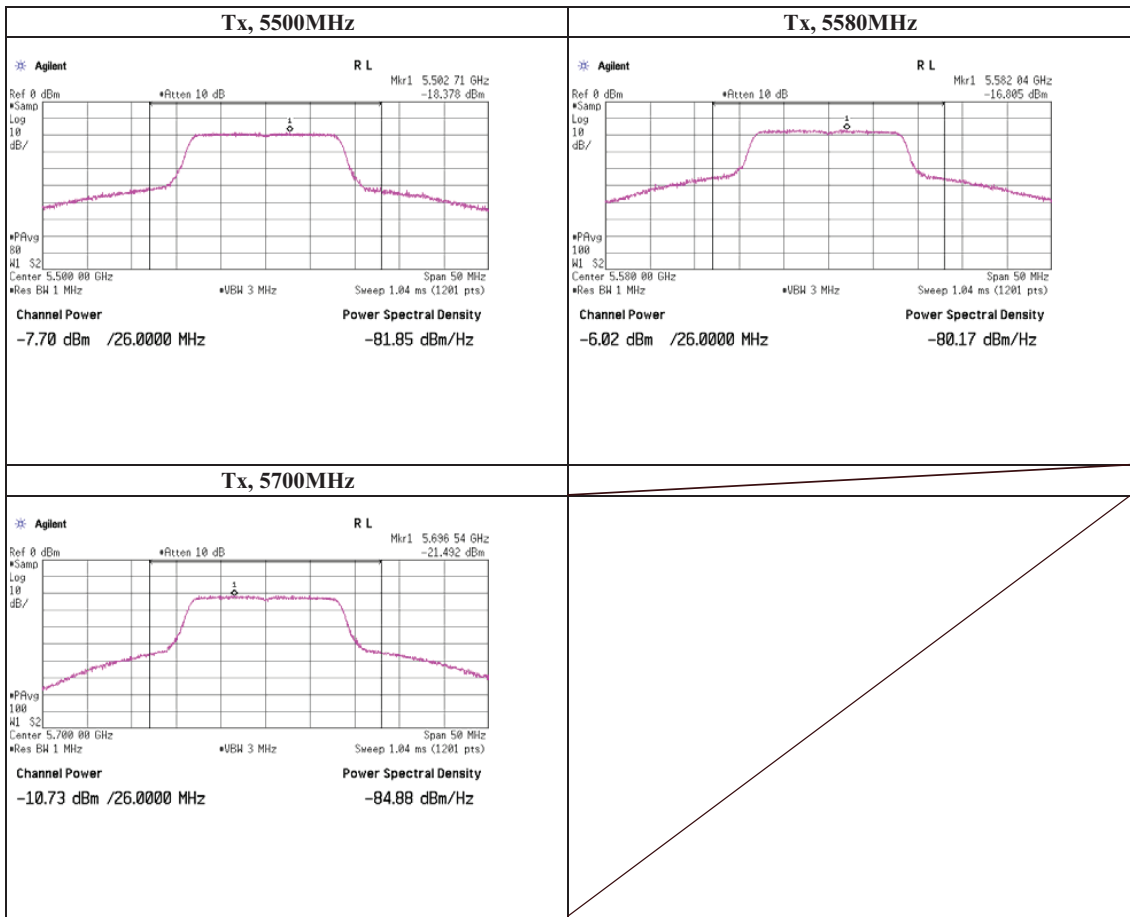 Tx, 5500MHz
Agilent R L
Mkr1 5.502 71 GHz
Ref 0 dBm #Atten 10 dB -18.378 dBm
#Samp
Log
10
dB/
1
#PAvg
80
W1 S2
Center 5.500 00 GHz Span 50 MHz
#Res BW 1 MHz #VBW 3 MHz Sweep 1.04 ms (1201 pts)
Channel Power Power Spectral Density
-7.70 dBm /26.0000 MHz -81.85 dBm/Hz
Tx, 5580MHz
Agilent R L
Mkr1 5.582 04 GHz
Ref 0 dBm #Atten 10 dB -16.805 dBm
#Samp
Log
10
dB/
1
#PAvg
100
W1 S2
Center 5.580 00 GHz Span 50 MHz
#Res BW 1 MHz #VBW 3 MHz Sweep 1.04 ms (1201 pts)
Channel Power Power Spectral Density
-6.02 dBm /26.0000 MHz -80.17 dBm/Hz
Tx, 5700MHz
Agilent R L
Mkr1 5.696 54 GHz
Ref 0 dBm #Atten 10 dB -21.492 dBm
#Samp
Log
10
dB/
1
#PAvg
100
W1 S2
Center 5.700 00 GHz Span 50 MHz
#Res BW 1 MHz #VBW 3 MHz Sweep 1.04 ms (1201 pts)
Channel Power Power Spectral Density
-10.73 dBm /26.0000 MHz -84.88 dBm/Hz